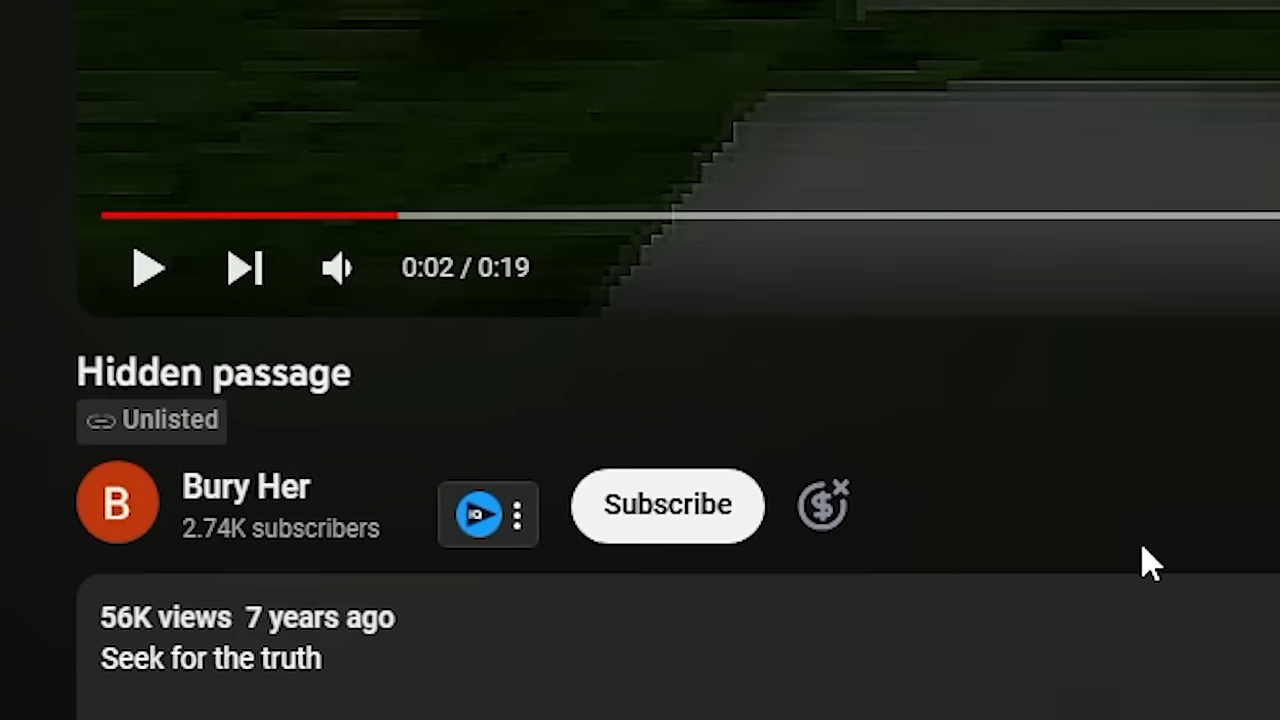 0:02 / 0:19
Hidden passage
Unlisted
B
Bury Her
2.74K subscribers
IQ
Subscribe
56K views 7 years ago
Seek for the truth